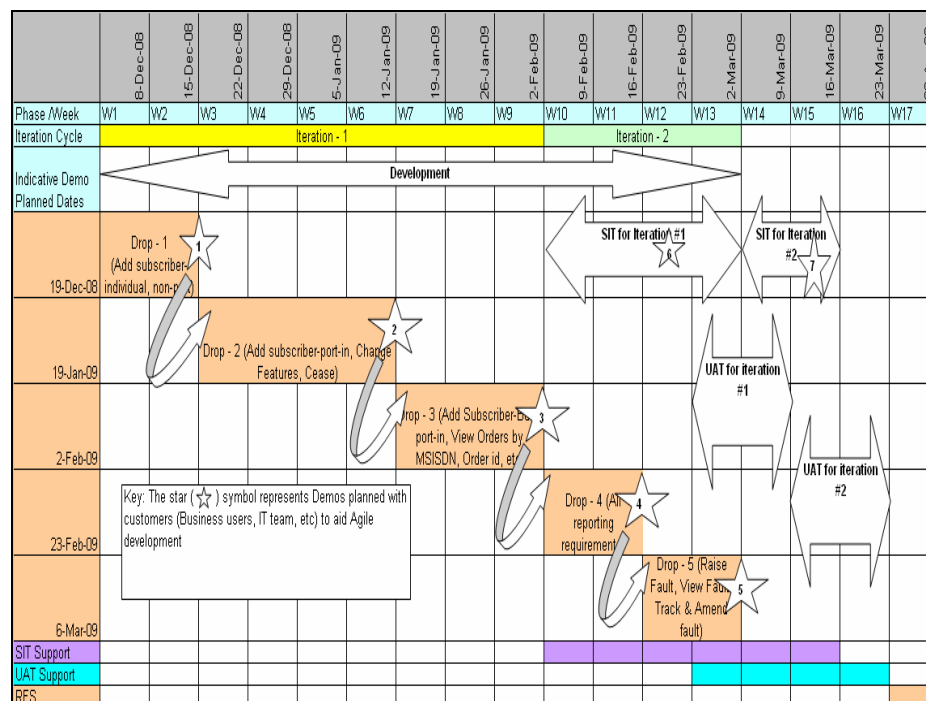 8-Dec-08
15-Dec-08
22-Dec-08
29-Dec-08
5-Jan-09
12-Jan-09
19-Jan-09
26-Jan-09
2-Feb-09
9-Feb-09
16-Feb-09
23-Feb-09
2-Mar-09
9-Mar-09
16-Mar-09
23-Mar-09
Phase /Week W1 W2 W3 W4 W5 W6 W7 W8 W9 W10 W11 W12 W13 W14 W15 W16 W17
Iteration Cycle Iteration - 1 Iteration - 2
Development
Indicative Demo
Planned Dates
SIT for Iteration #1
6
SIT for Iteration
#2
7
Drop - 1
1
(Add subscriber-
individual,
19-Dec-08
2
Drop - 2 (Add subscriber-port-in, Change
Features, Cease)
19-Jan-09
UAT for iteration
#1
Drop - 3 (Add Subscriber-
3
port-in, View Orders by
MSISDN, Order id,
2-Feb-09
UAT for iteration
#2
Key: The star ( ) symbol represents Demos planned with
customers (Business users, IT team, etc) to aid Agile
development
Drop - 4
4
reporting
requirement
23-Feb-09
Drop - 5 (Raise
Fault, View
5
Track & Amend
fault)
6-Mar-09
SIT Support
UAT Support